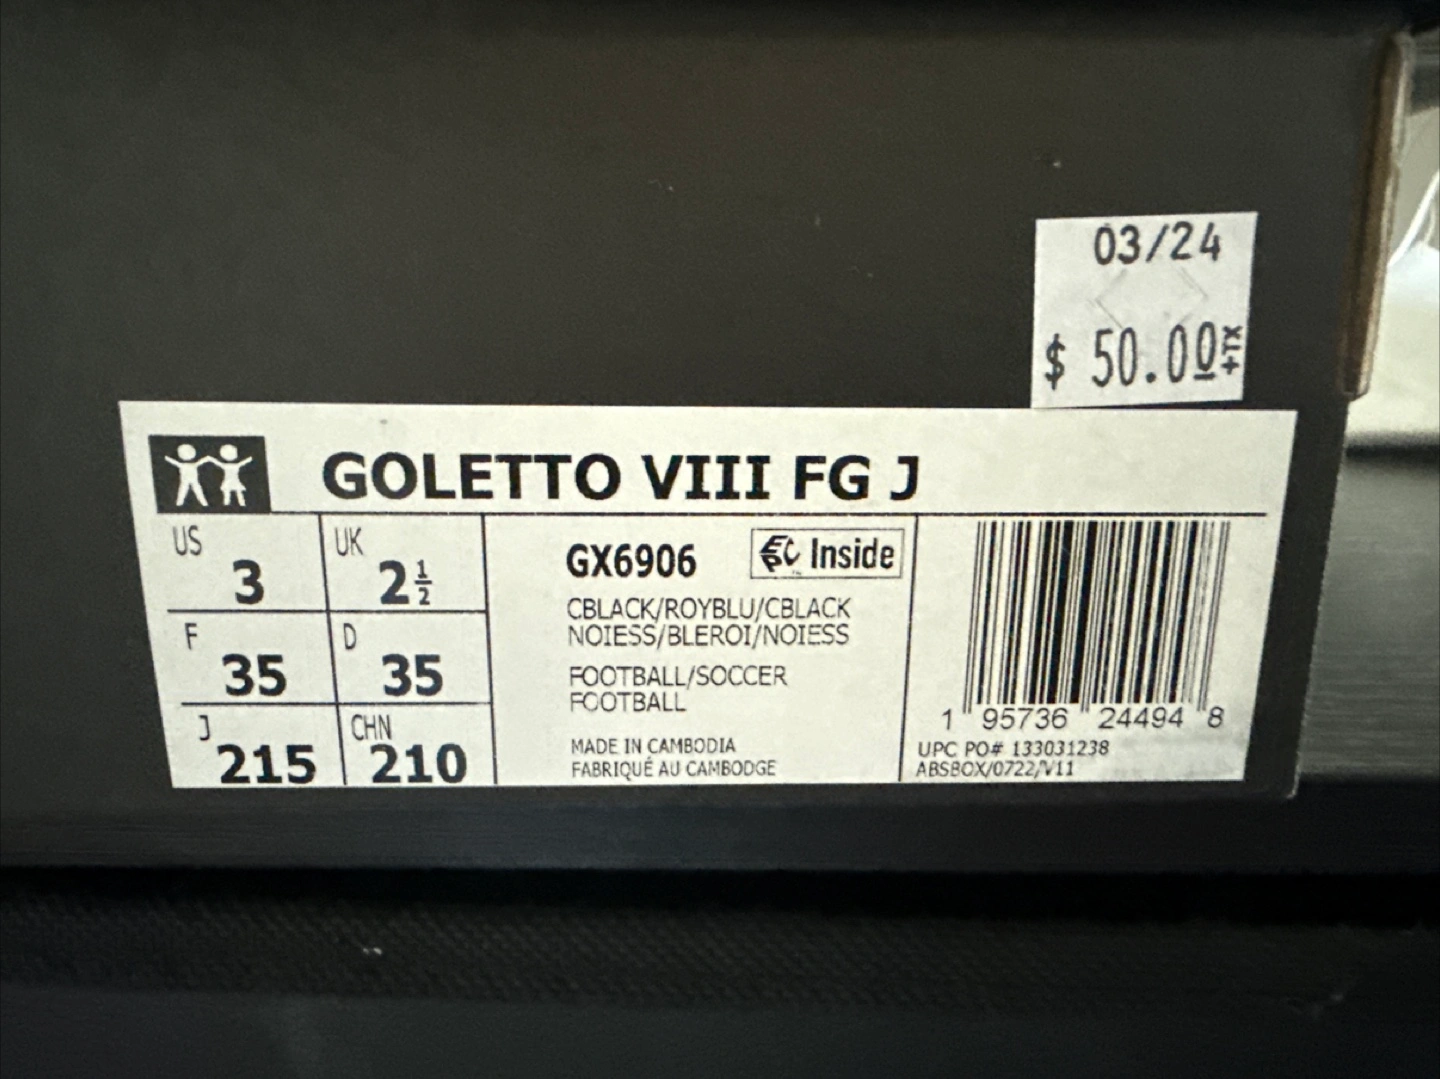 03/24
$ 50.00 +TX
GOLETTO VIII FG J
US 3
UK 2½
F 35
D 35
J 215
CHN 210
GX6906
EPC Inside
CBLACK/ROYBLU/CBLACK
NOIESS/BLEROI/NOIESS
FOOTBALL/SOCCER
FOOTBALL
MADE IN CAMBODIA
FABRIQUÉ AU CAMBODGE
1 95736 24494 8
UPC PO# 133031238
ABSBOX/0722/V11